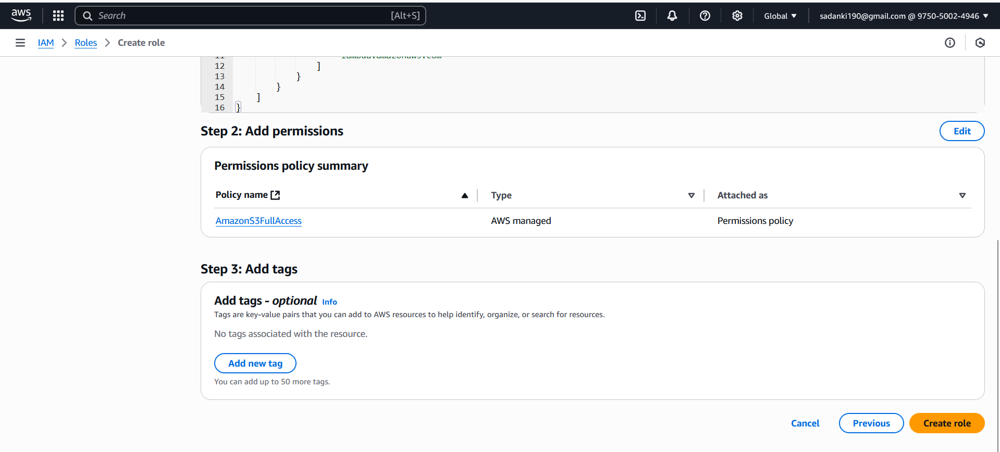 aws
Search [Alt+S]
Global
sadanki190@gmail.com @ 9750-5002-4946
IAM Roles Create role
11 lambda.amazonaws.com
12 ]
13 }
14 }
15 ]
16 }
Step 2: Add permissions
Edit
Permissions policy summary
Policy name Type Attached as
AmazonS3FullAccess AWS managed Permissions policy
Step 3: Add tags
Add tags - optional Info
Tags are key-value pairs that you can add to AWS resources to help identify, organize, or search for resources.
No tags associated with the resource.
Add new tag
You can add up to 50 more tags.
Cancel Previous Create role